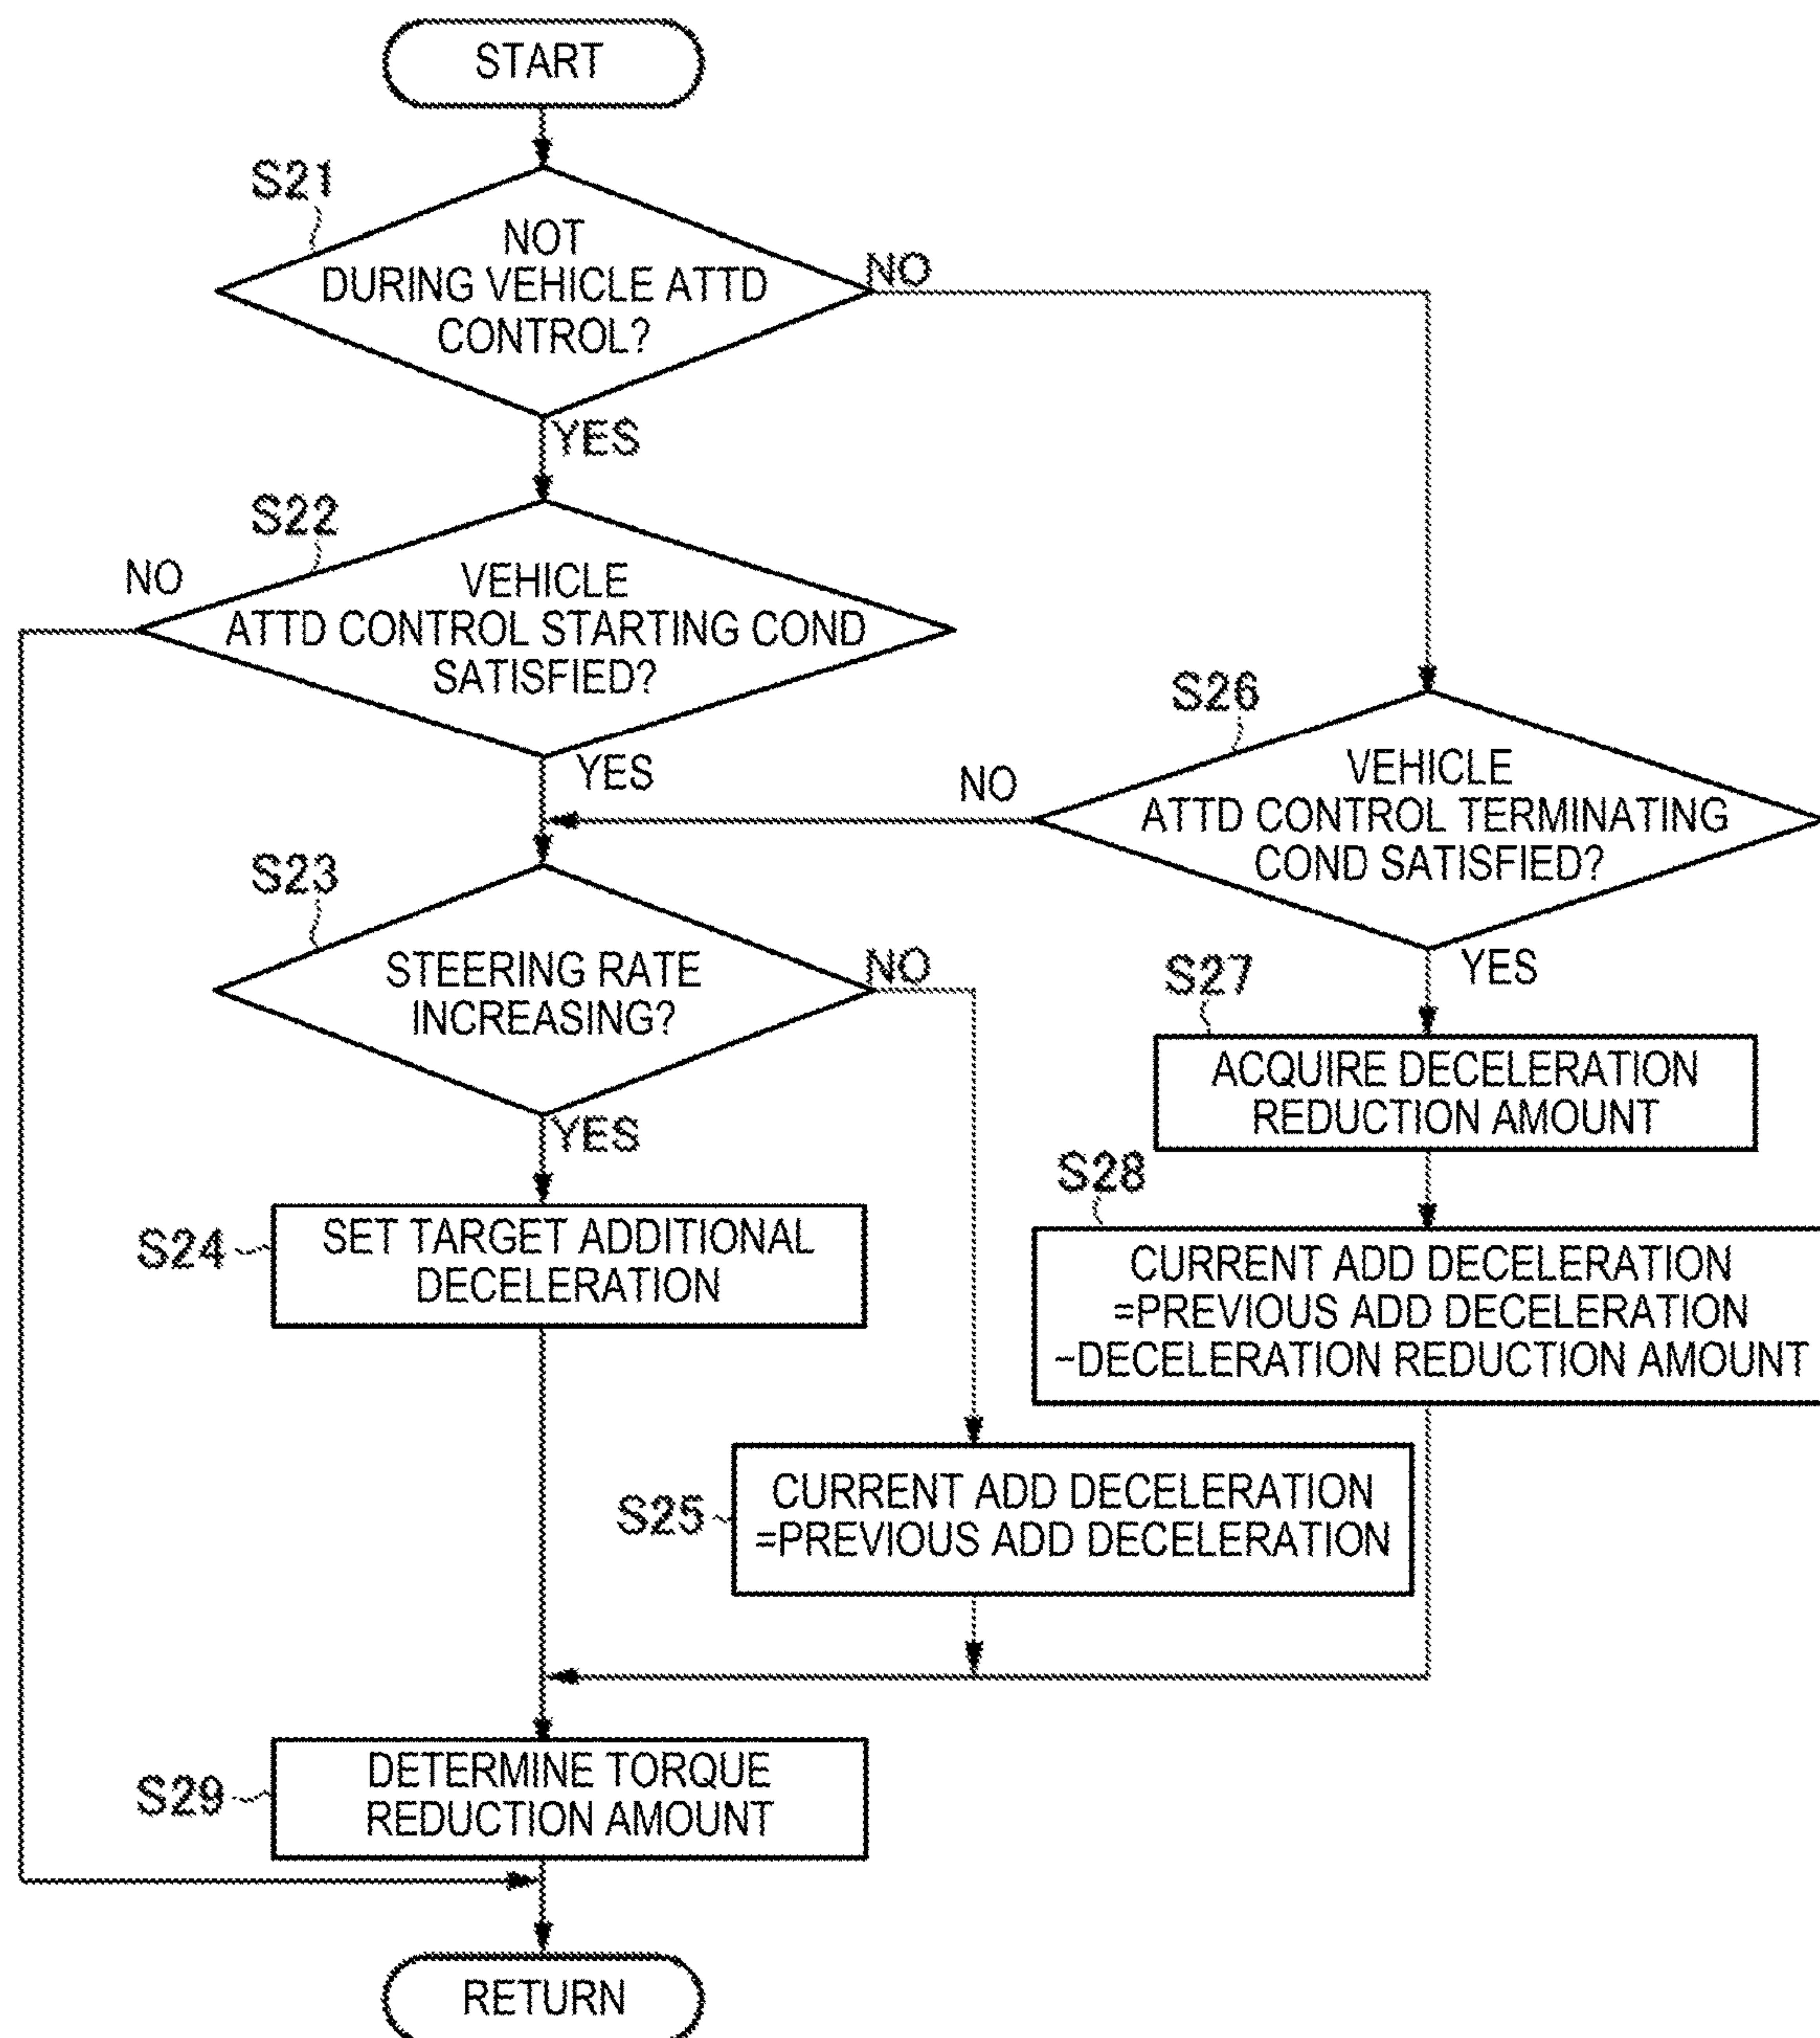 START
S21
NOT
DURING VEHICLE ATTD
CONTROL?
NO
YES
S22
NO
VEHICLE
ATTD CONTROL STARTING COND
SATISFIED?
YES
S26
NO
VEHICLE
ATTD CONTROL TERMINATING
COND SATISFIED?
YES
S23
STEERING RATE
INCREASING?
NO
YES
S27
ACQUIRE DECELERATION
REDUCTION AMOUNT
S28
CURRENT ADD DECELERATION
=PREVIOUS ADD DECELERATION
−DECELERATION REDUCTION AMOUNT
S24
SET TARGET ADDITIONAL
DECELERATION
S25
CURRENT ADD DECELERATION
=PREVIOUS ADD DECELERATION
S29
DETERMINE TORQUE
REDUCTION AMOUNT
RETURN